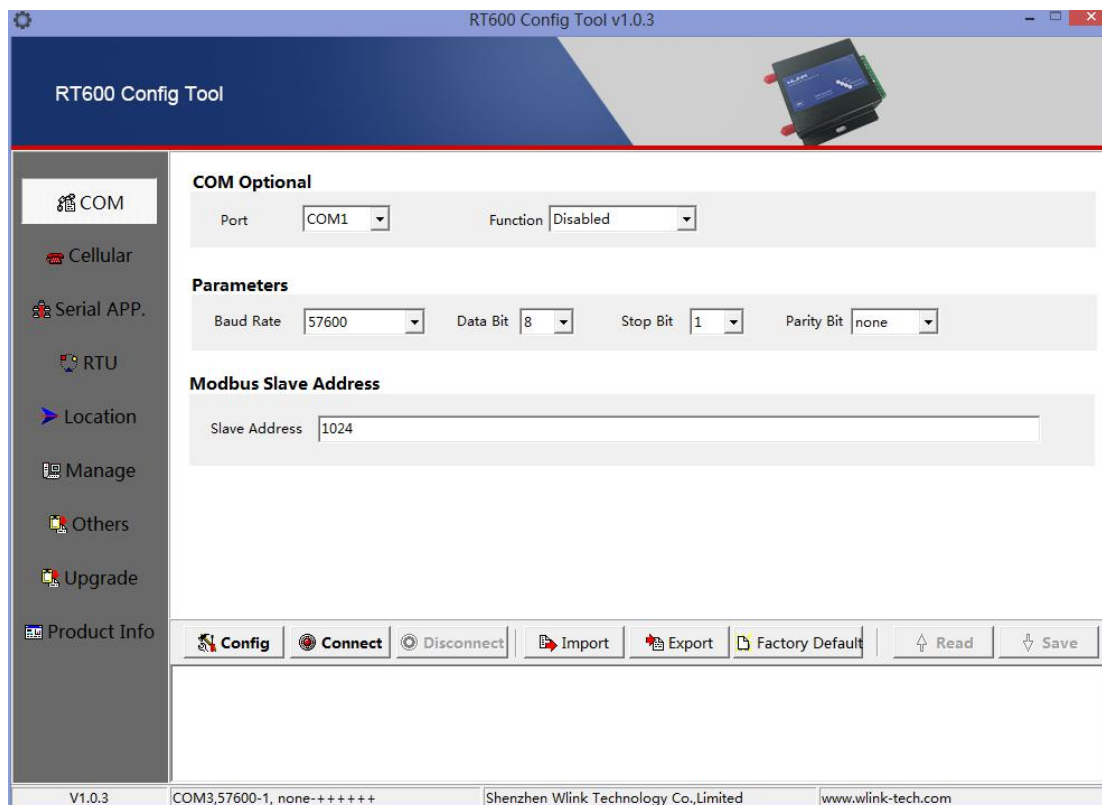 RT600 Config Tool v1.0.3
RT600 Config Tool
COM
Cellular
Serial APP.
RTU
Location
Manage
Others
Upgrade
Product Info
COM Optional
Port COM1 Function Disabled
Parameters
Baud Rate 57600 Data Bit 8 Stop Bit 1 Parity Bit none
Modbus Slave Address
Slave Address 1024
Config Connect Disconnect Import Export Factory Default Read Save
V1.0.3 COM3,57600-1, none-++++++ Shenzhen Wlink Technology Co.,Limited www.wlink-tech.com